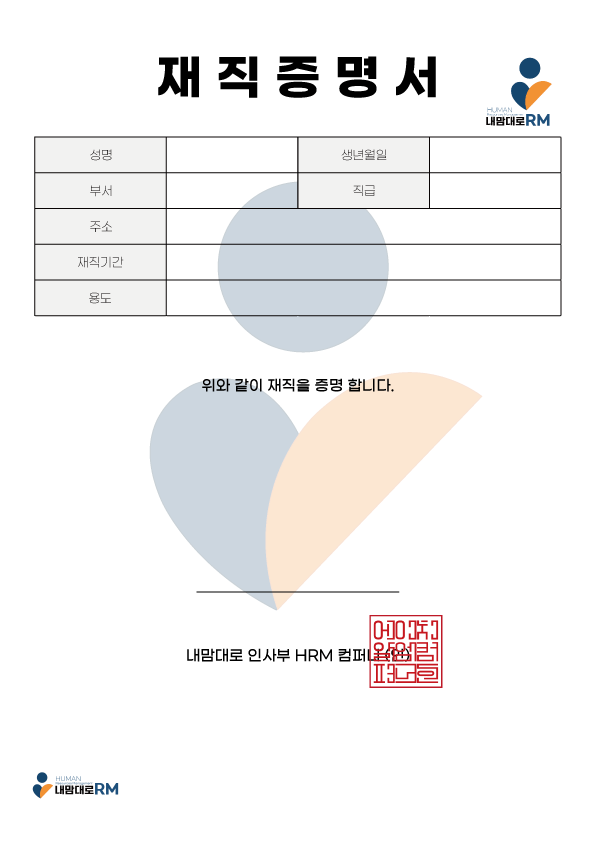 재직증명서
HUMAN
내맘대로RM
성명 생년월일
부서 직급
주소
재직기간
용도
위와 같이 재직을 증명 합니다.
내맘대로 인사부 HRM 컴퍼니 (인)
HUMAN
내맘대로RM